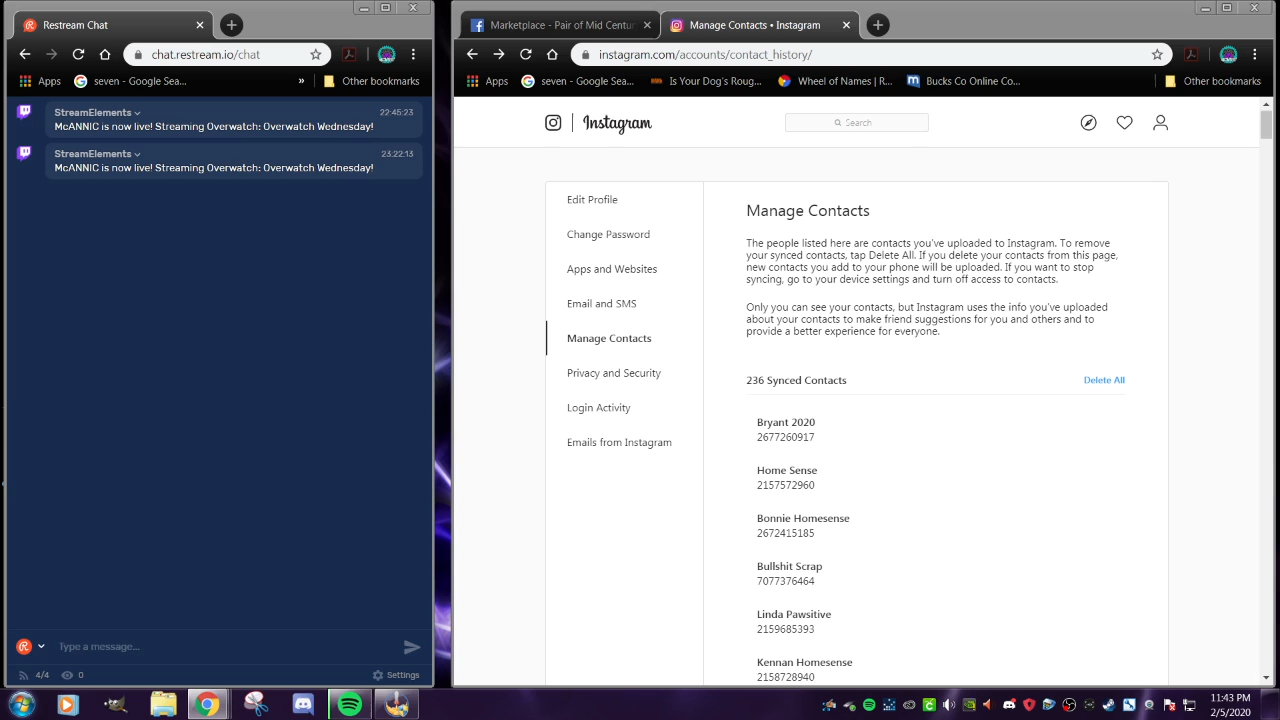 Restream Chat
chat.restream.io/chat
Apps
seven - Google Sea...
»
Other bookmarks
StreamElements
22:45:23
McANNIC is now live! Streaming Overwatch: Overwatch Wednesday!
StreamElements
23:22:13
McANNIC is now live! Streaming Overwatch: Overwatch Wednesday!
Type a message...
4/4
0
Settings
Marketplace - Pair of Mid Centur
Manage Contacts • Instagram
instagram.com/accounts/contact_history/
Apps
seven - Google Sea...
Is Your Dog's Roug...
Wheel of Names | R...
Bucks Co Online Co...
Other bookmarks
Instagram
Search
Edit Profile
Change Password
Apps and Websites
Email and SMS
Manage Contacts
Privacy and Security
Login Activity
Emails from Instagram
Manage Contacts
The people listed here are contacts you've uploaded to Instagram. To remove
your synced contacts, tap Delete All. If you delete your contacts from this page,
new contacts you add to your phone will be uploaded. If you want to stop
syncing, go to your device settings and turn off access to contacts.
Only you can see your contacts, but Instagram uses the info you've uploaded
about your contacts to make friend suggestions for you and others and to
provide a better experience for everyone.
236 Synced Contacts
Delete All
Bryant 2020
2677260917
Home Sense
2157572960
Bonnie Homesense
2672415185
Bullshit Scrap
7077376464
Linda Pawsitive
2159685393
Kennan Homesense
2158728940
11:43 PM
2/5/2020